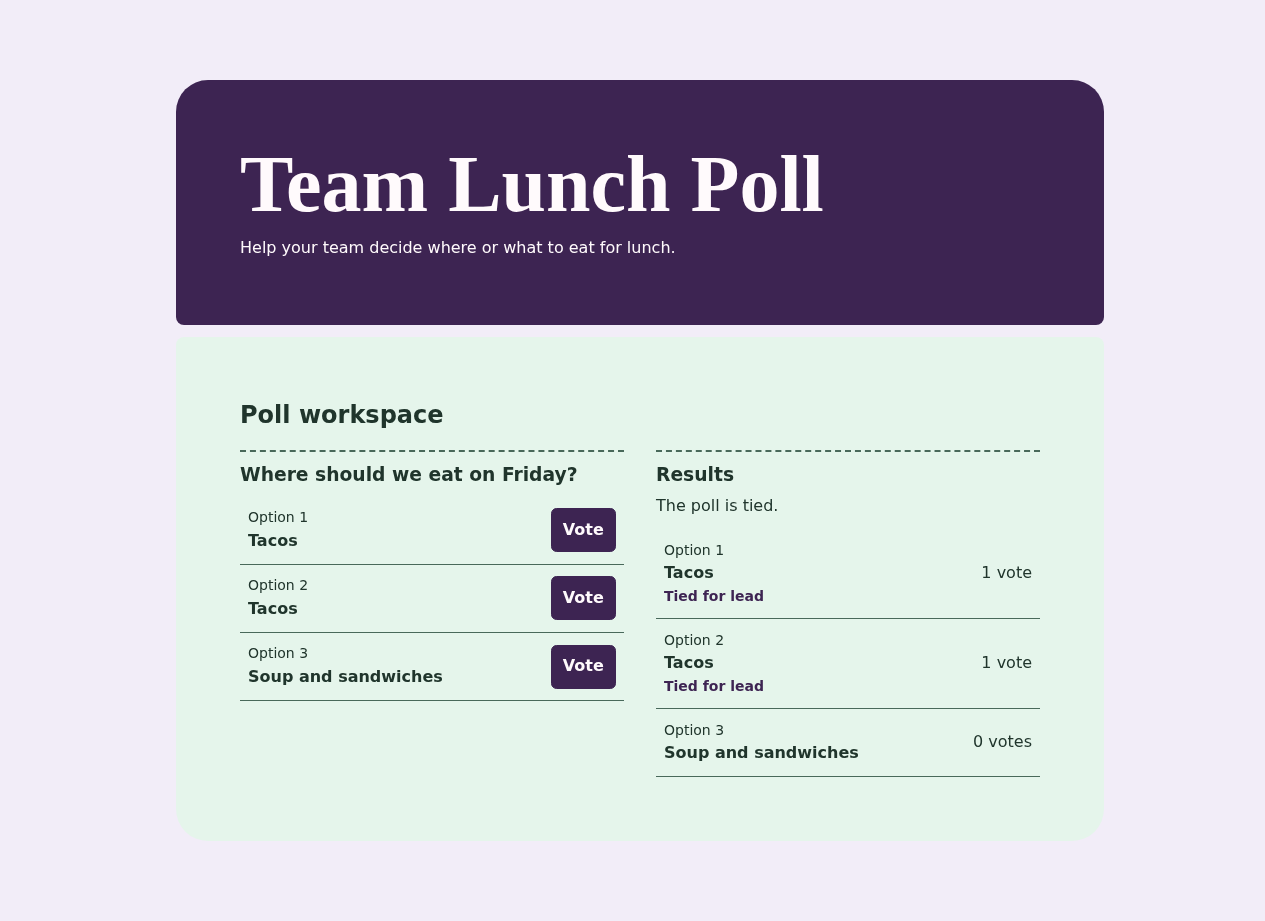 Team Lunch Poll
Help your team decide where or what to eat for lunch.
Poll workspace
Where should we eat on Friday?
Option 1
Tacos
Vote
Option 2
Tacos
Vote
Option 3
Soup and sandwiches
Vote
Results
The poll is tied.
Option 1
Tacos
Tied for lead
1 vote
Option 2
Tacos
Tied for lead
1 vote
Option 3
Soup and sandwiches
0 votes